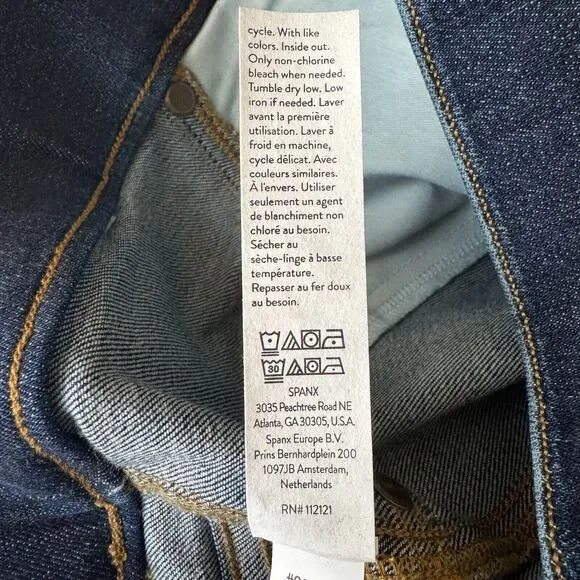 cycle. With like
colors. Inside out.
Only non-chlorine
bleach when needed.
Tumble dry low. Low
iron if needed. Laver
avant la première
utilisation. Laver à
froid en machine,
cycle délicat. Avec
couleurs similaires.
À l'envers. Utiliser
seulement un agent
de blanchiment non
chloré au besoin.
Sécher au
sèche-linge à basse
température.
Repasser au fer doux
au besoin.
30
SPANX
3035 Peachtree Road NE
Atlanta, GA 30305, U.S.A.
Spanx Europe B.V.
Prins Bernhardplein 200
1097JB Amsterdam,
Netherlands
RN# 112121